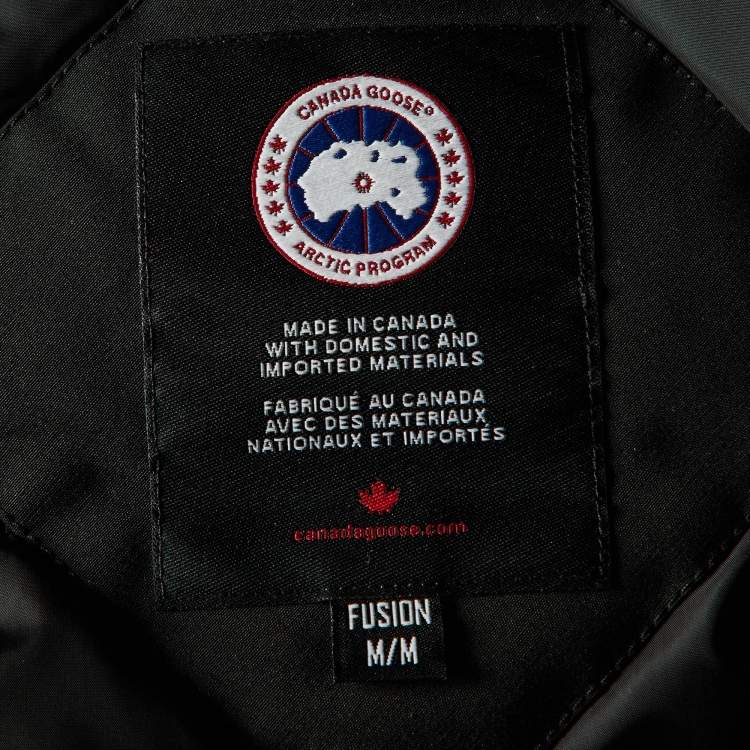 CANADA GOOSE®
ARCTIC PROGRAM
MADE IN CANADA
WITH DOMESTIC AND
IMPORTED MATERIALS
FABRIQUÉ AU CANADA
AVEC DES MATERIAUX
NATIONAUX ET IMPORTÉS
canadagoose.com
FUSION
M/M